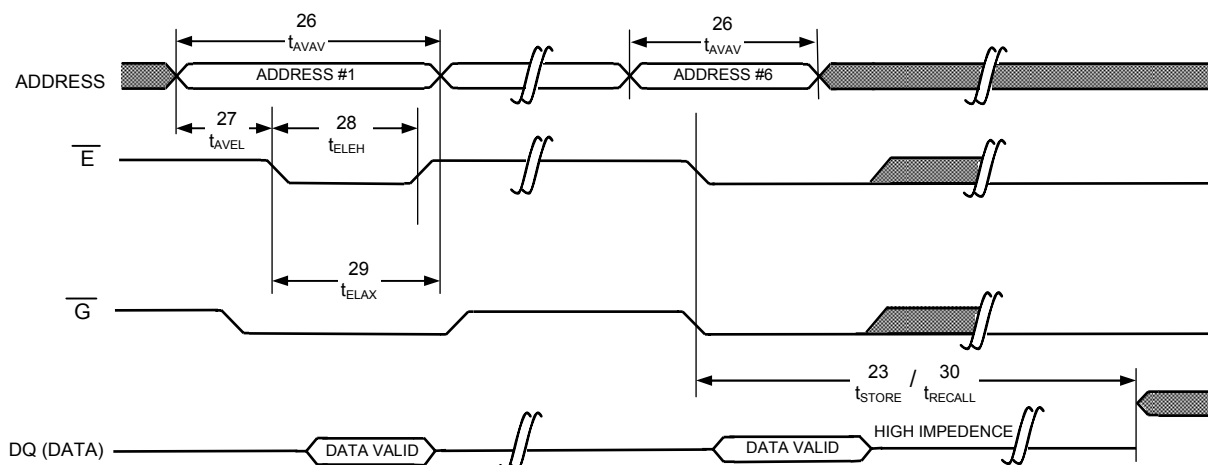 26
tAVAV
26
tAVAV
ADDRESS
ADDRESS #1
ADDRESS #6
27
tAVEL
28
tELEH
E
29
tELAX
G
23 / 30
tSTORE tRECALL
DQ (DATA)
DATA VALID
DATA VALID
HIGH IMPEDENCE